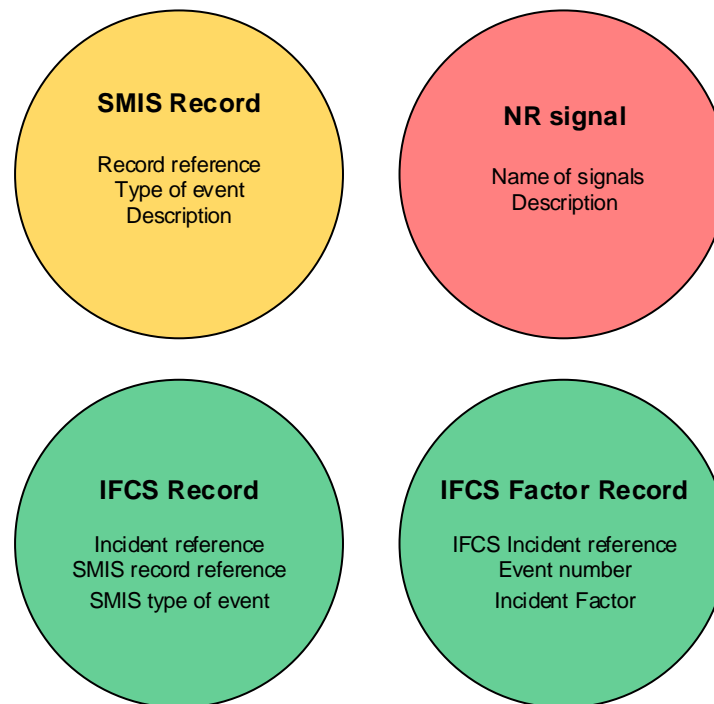 SMIS Record
Record reference
Type of event
Description
NR signal
Name of signals
Description
IFCS Record
Incident reference
SMIS record reference
SMIS type of event
IFCS Factor Record
IFCS Incident reference
Event number
Incident Factor